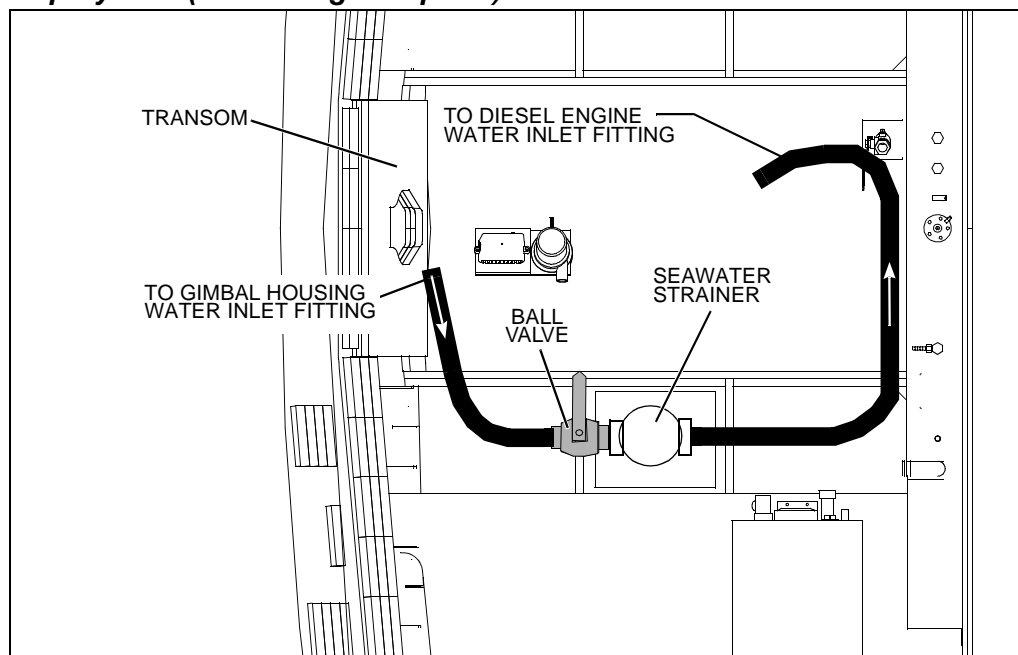 TRANSOM
TO DIESEL ENGINE
WATER INLET FITTING
SEAWATER
STRAINER
TO GIMBAL HOUSING
WATER INLET FITTING
BALL
VALVE